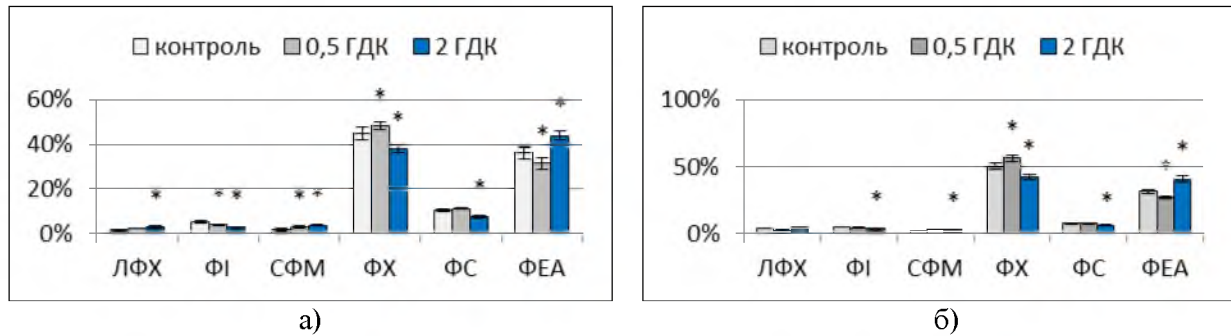 контроль 0,5 ГДК 2 ГДК
60%
* *
*
*
40%
20%
* * * * * *
0%
ЛФХ ФІ СФМ ФХ ФС ФЕА
а)
контроль 0,5 ГДК 2 ГДК
100%
* * * *
50%
* * *
0%
ЛФХ ФІ СФМ ФХ ФС ФЕА
б)